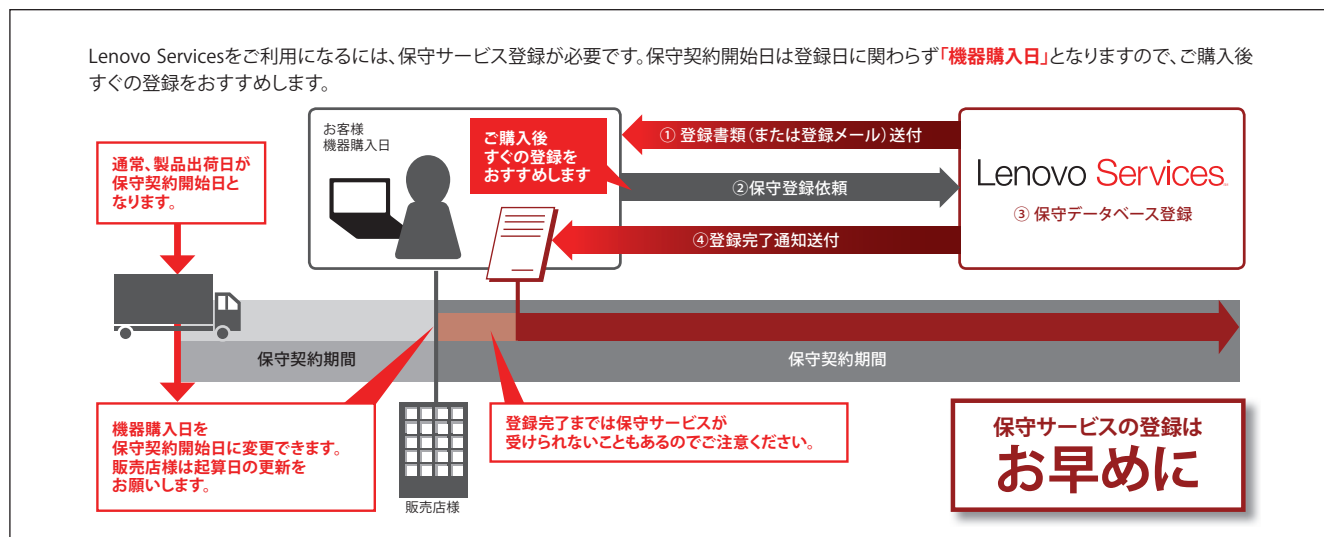 Lenovo Servicesをご利用になるには、保守サービス登録が必要です。保守契約開始日は登録日に関わらず「機器購入日」となりますので、ご購入後
すぐの登録をおすすめします。
お客様
機器購入日
ご購入後
すぐの登録を
おすすめします
① 登録書類(または登録メール)送付
②保守登録依頼
④登録完了通知送付
Lenovo Services
③ 保守データベース登録
通常、製品出荷日が
保守契約開始日と
なります。
保守契約期間
保守契約期間
機器購入日を
保守契約開始日に変更できます。
販売店様は起算日の更新を
お願いします。
販売店様
登録完了までは保守サービスが
受けられないこともあるのでご注意ください。
保守サービスの登録は
お早めに